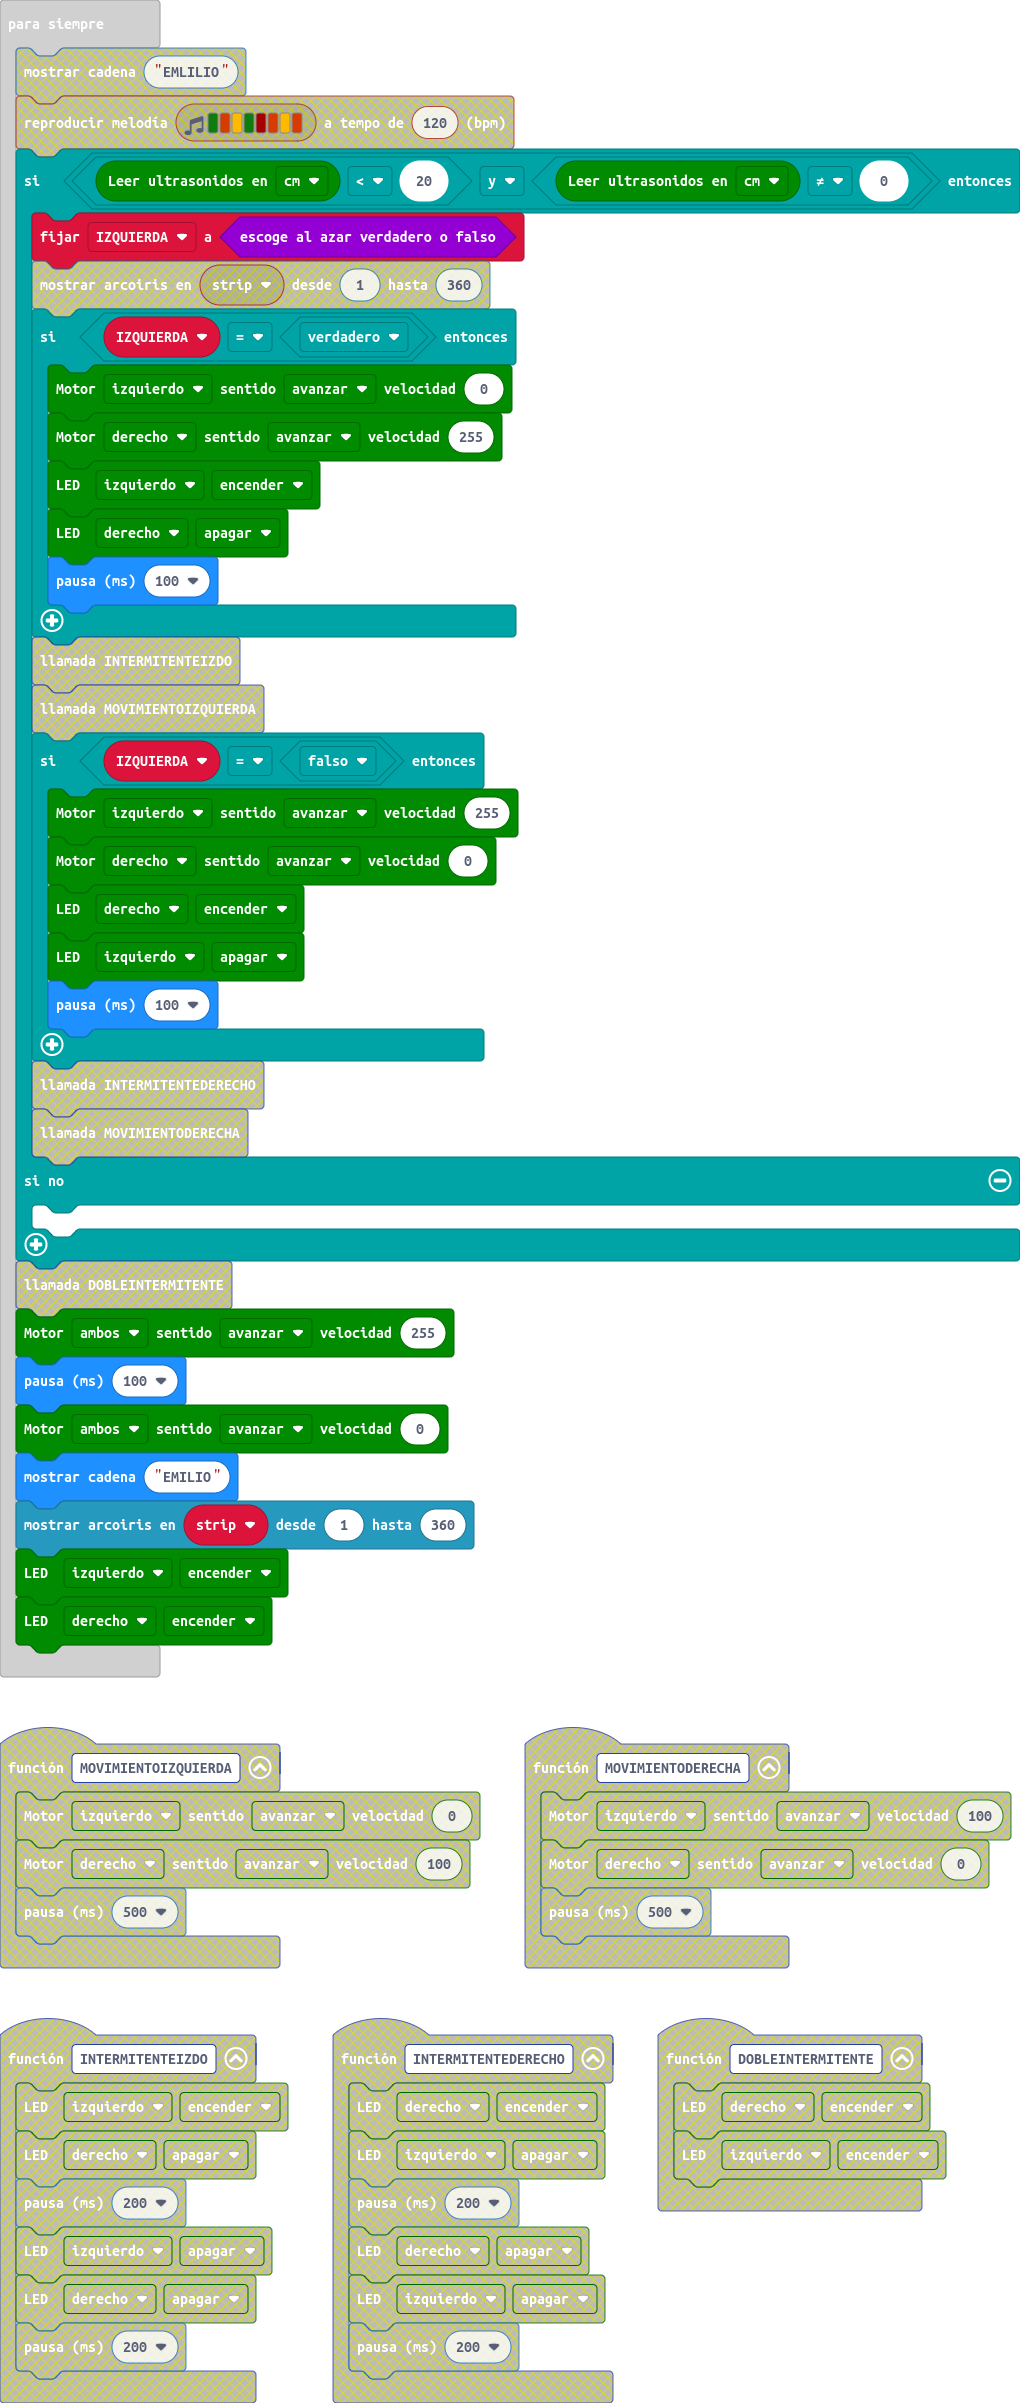 para siempre
mostrar cadena "EMLILIO"
reproducir melodía a tempo de 120 (bpm)
si Leer ultrasonidos en cm < 20 y Leer ultrasonidos en cm ≠ 0 entonces
fijar IZQUIERDA a escoge al azar verdadero o falso
mostrar arcoiris en strip desde 1 hasta 360
si IZQUIERDA = verdadero entonces
Motor izquierdo sentido avanzar velocidad 0
Motor derecho sentido avanzar velocidad 255
LED izquierdo encender
LED derecho apagar
pausa (ms) 100
llamada INTERMITENTEIZDO
llamada MOVIMIENTOIZQUIERDA
si IZQUIERDA = falso entonces
Motor izquierdo sentido avanzar velocidad 255
Motor derecho sentido avanzar velocidad 0
LED derecho encender
LED izquierdo apagar
pausa (ms) 100
llamada INTERMITENTEDERECHO
llamada MOVIMIENTODERECHA
si no
llamada DOBLEINTERMITENTE
Motor ambos sentido avanzar velocidad 255
pausa (ms) 100
Motor ambos sentido avanzar velocidad 0
mostrar cadena "EMILIO"
mostrar arcoiris en strip desde 1 hasta 360
LED izquierdo encender
LED derecho encender
función MOVIMIENTOIZQUIERDA
Motor izquierdo sentido avanzar velocidad 0
Motor derecho sentido avanzar velocidad 100
pausa (ms) 500
función MOVIMIENTODERECHA
Motor izquierdo sentido avanzar velocidad 100
Motor derecho sentido avanzar velocidad 0
pausa (ms) 500
función INTERMITENTEIZDO
LED izquierdo encender
LED derecho apagar
pausa (ms) 200
LED izquierdo apagar
LED derecho apagar
pausa (ms) 200
función INTERMITENTEDERECHO
LED derecho encender
LED izquierdo apagar
pausa (ms) 200
LED derecho apagar
LED izquierdo apagar
pausa (ms) 200
función DOBLEINTERMITENTE
LED derecho encender
LED izquierdo encender